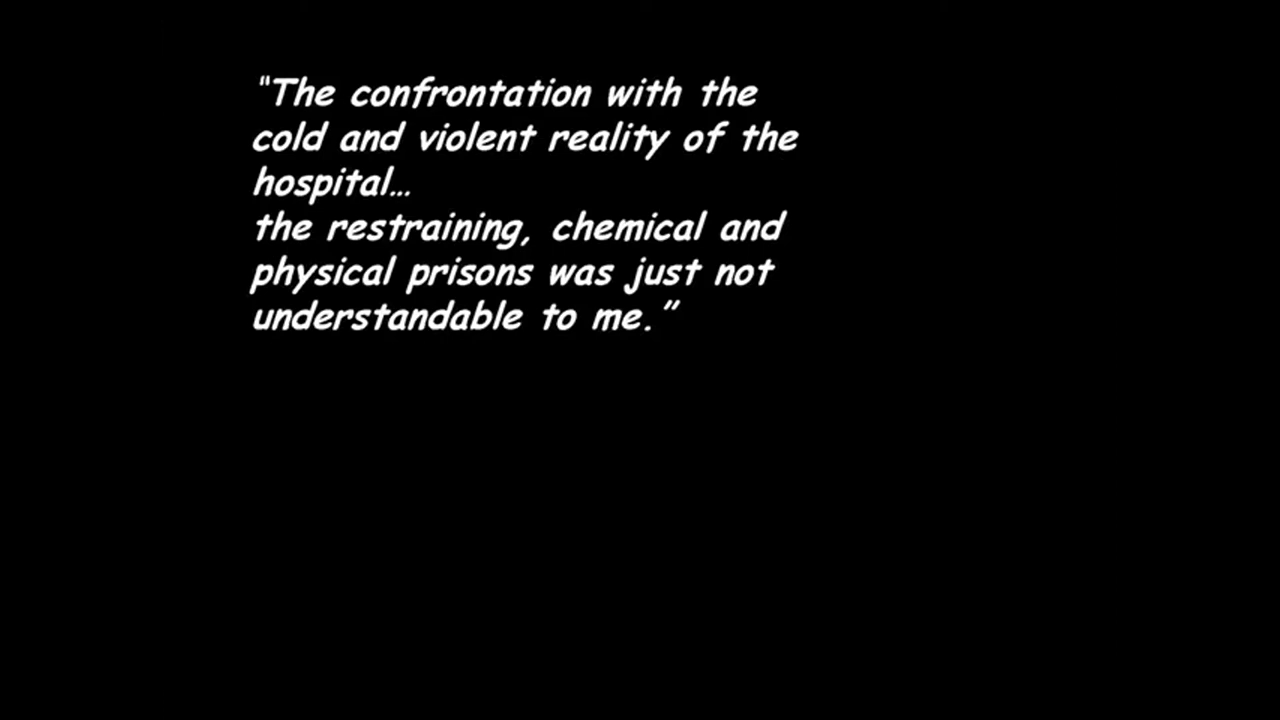 "The confrontation with the
cold and violent reality of the
hospital…
the restraining, chemical and
physical prisons was just not
understandable to me.”